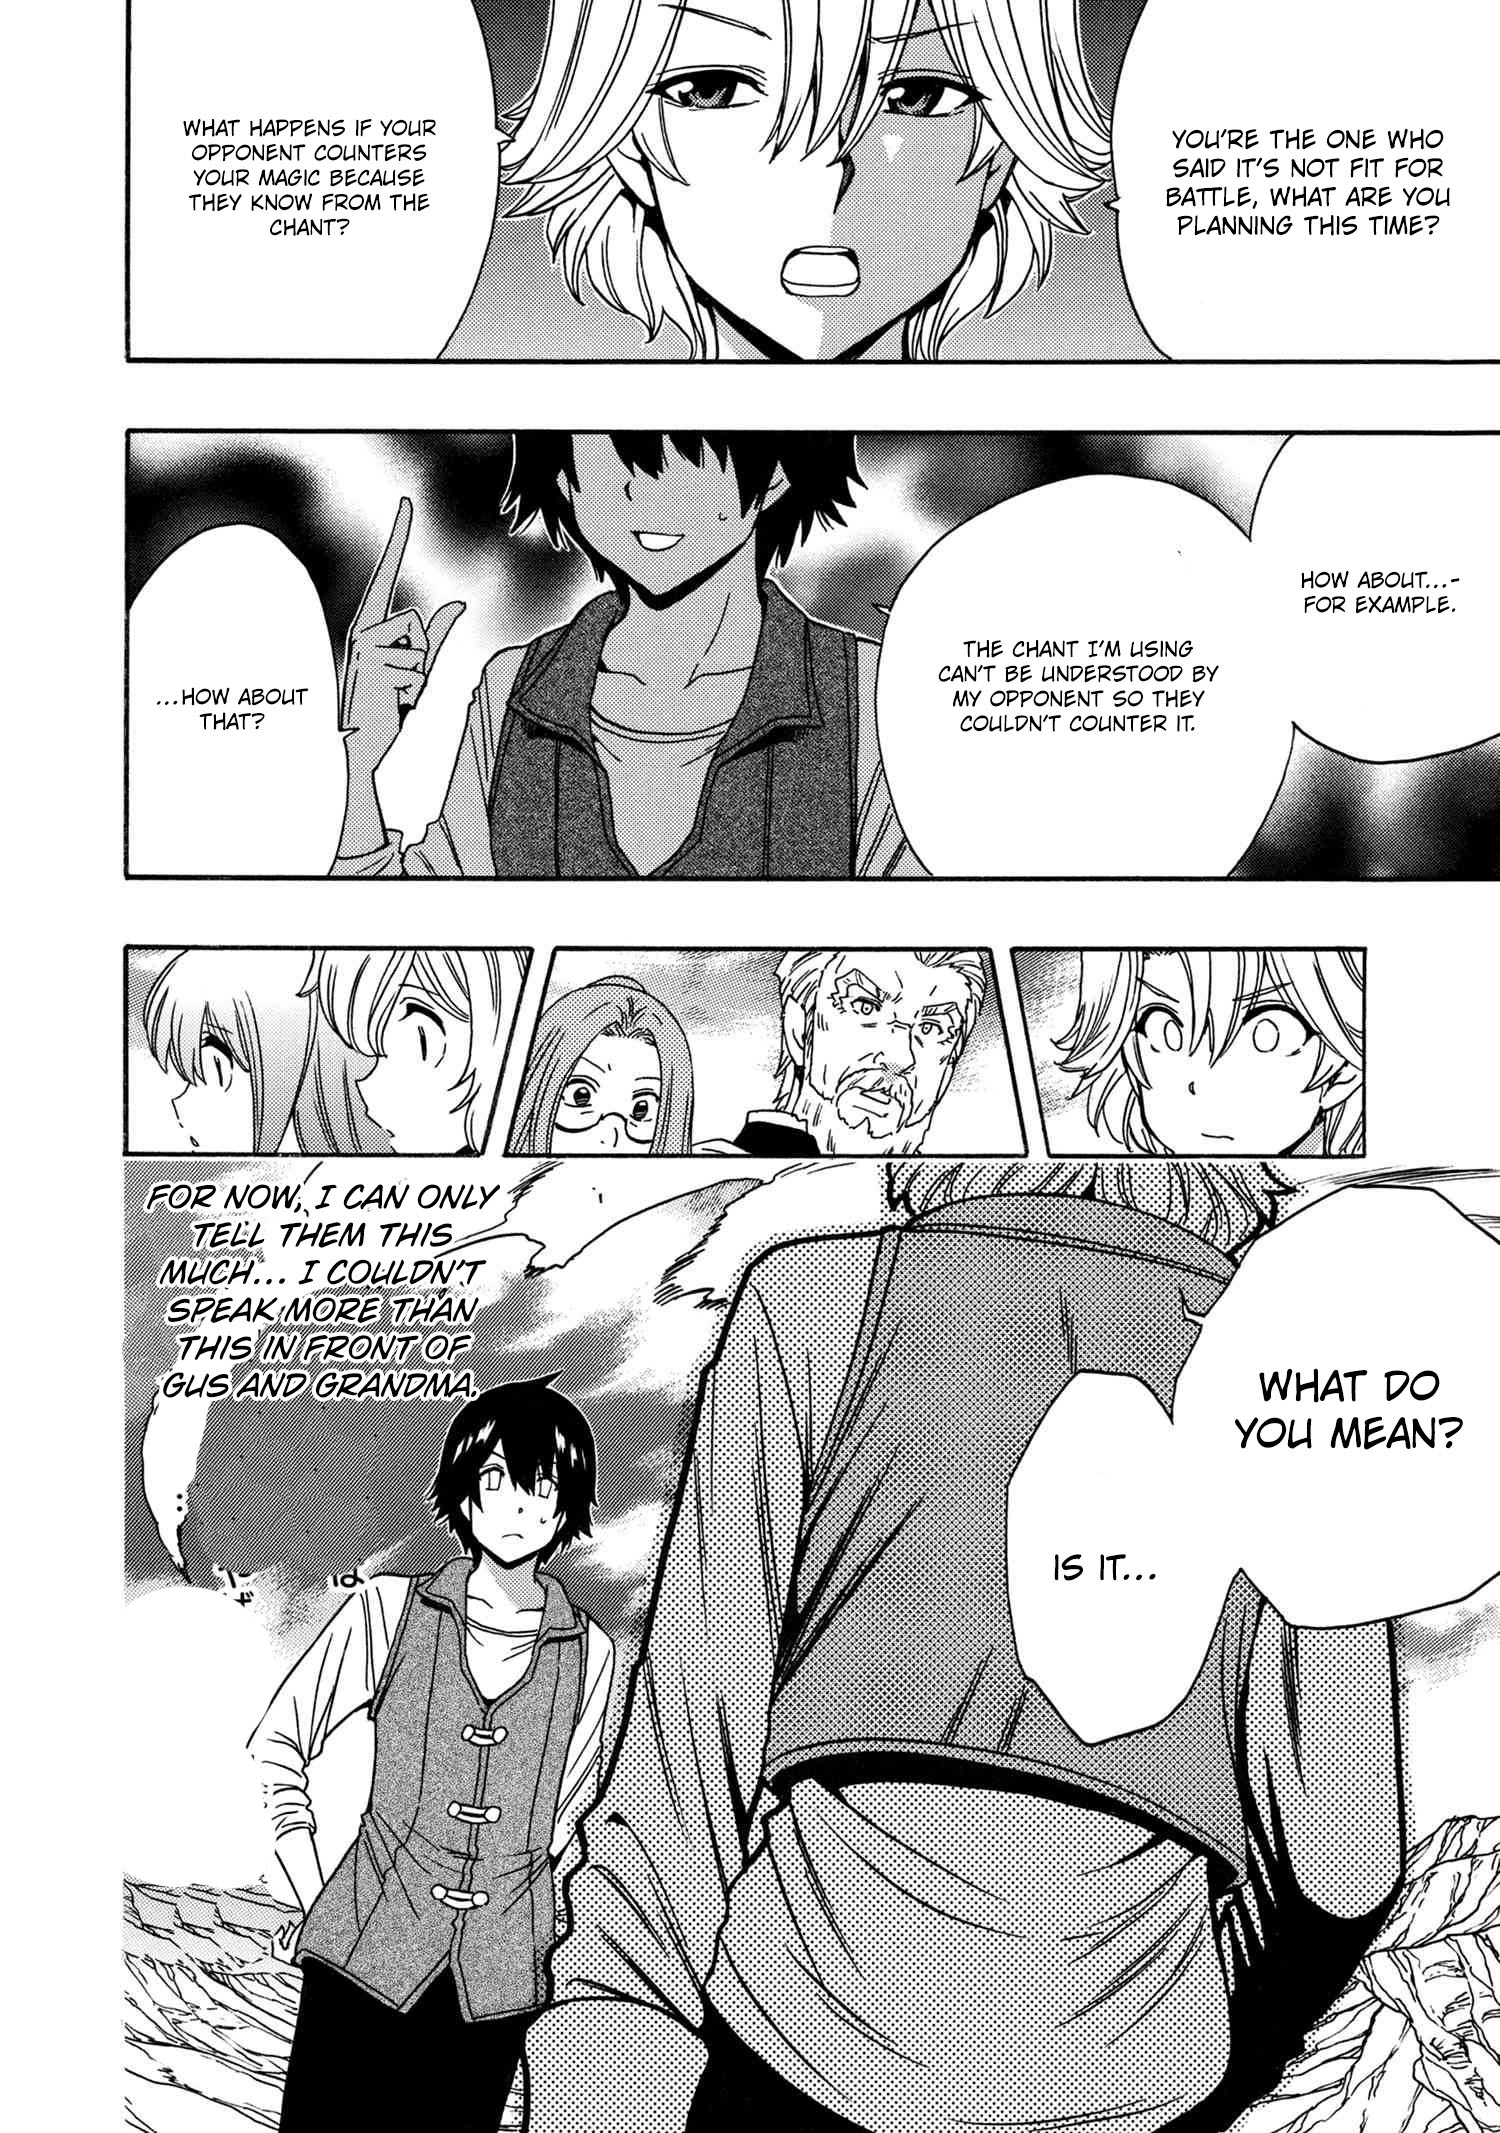 YOU'RE THE ONE WHO
SAID IT'S NOT FIT FOR
BATTLE, WHAT ARE YOU
PLANNING THIS TIME?
WHAT HAPPENS IF YOUR
OPPONENT COUNTERS
YOUR MAGIC BECAUSE
THEY KNOW FROM THE
CHANT?
HOW ABOUT...-
FOR EXAMPLE.
THE CHANT I'M USING
CAN'T BE UNDERSTOOD BY
MY OPPONENT SO THEY
COULDN'T COUNTER IT.
...HOW ABOUT
THAT?
WHAT DO
YOU MEAN?
IS IT...
FOR NOW, I CAN ONLY
TELL THEM THIS
MUCH... I COULDN'T
SPEAK MORE THAN
THIS IN FRONT OF
GUS AND GRANDMA.